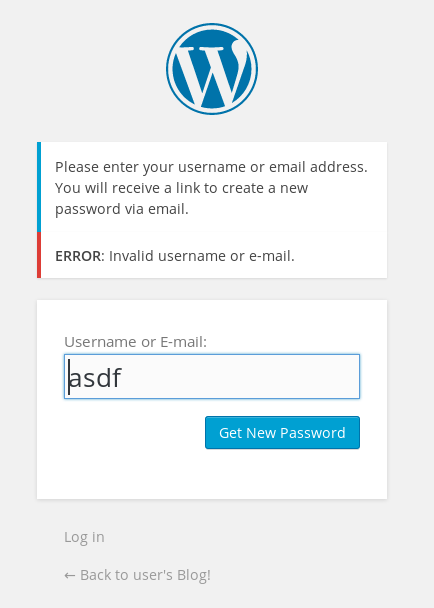 Please enter your username or email address.
You will receive a link to create a new
password via email.
ERROR: Invalid username or e-mail.
Username or E-mail:
asdf
Get New Password
Log in
← Back to user's Blog!